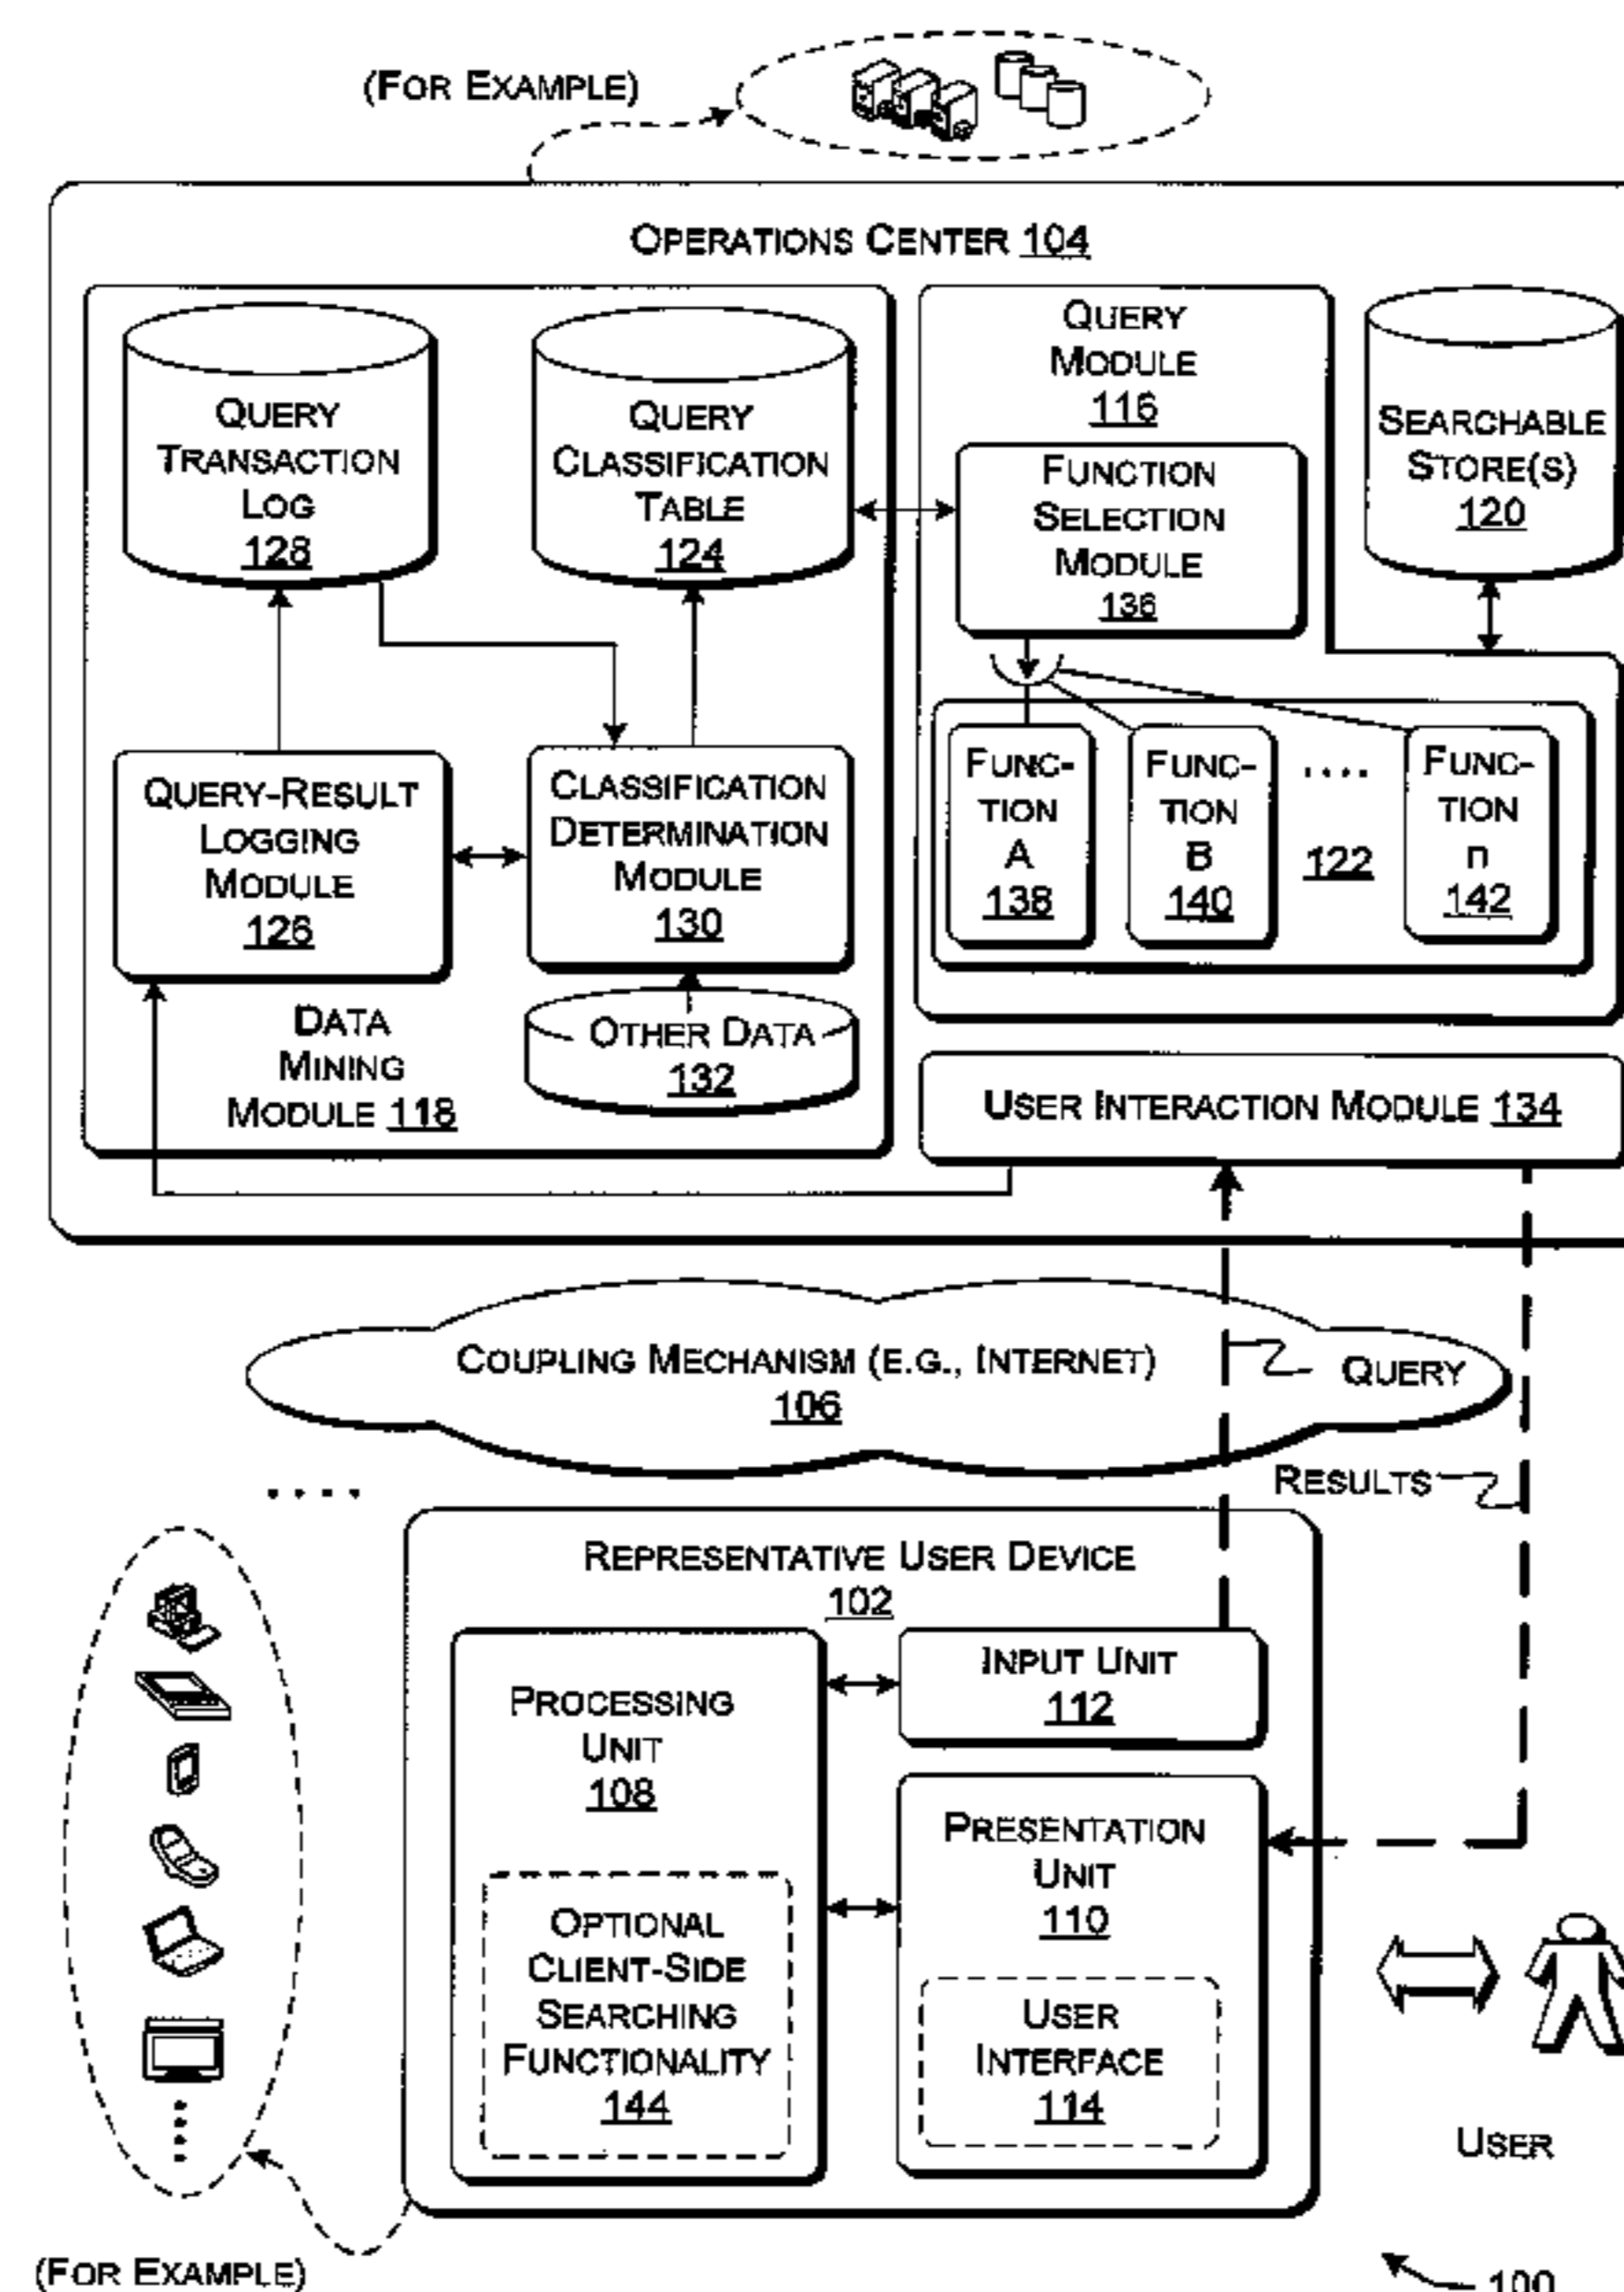 (FOR EXAMPLE)
OPERATIONS CENTER 104
QUERY
TRANSACTION
LOG
128
QUERY
CLASSIFICATION
TABLE
124
QUERY
MODULE
116
FUNCTION
SELECTION
MODULE
136
SEARCHABLE
STORE(S)
120
QUERY-RESULT
LOGGING
MODULE
126
CLASSIFICATION
DETERMINATION
MODULE
130
FUNC-
TION
A
138
FUNC-
TION
B
140
....
122
FUNC-
TION
n
142
DATA
MINING
MODULE 118
OTHER DATA
132
USER INTERACTION MODULE 134
COUPLING MECHANISM (E.G., INTERNET)
106
QUERY
RESULTS
....
REPRESENTATIVE USER DEVICE
102
PROCESSING
UNIT
108
INPUT UNIT
112
PRESENTATION
UNIT
110
OPTIONAL
CLIENT-SIDE
SEARCHING
FUNCTIONALITY
144
USER
INTERFACE
114
USER
(FOR EXAMPLE)
100